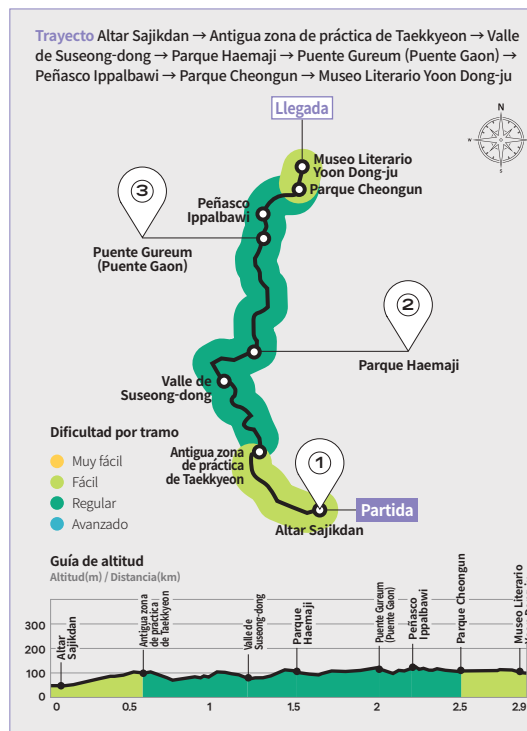 Trayecto Altar Sajikdan → Antigua zona de práctica de Taekkyeon → Valle
de Suseong-dong → Parque Haemaji → Puente Gureum (Puente Gaon) →
Peñasco Ippalbawi → Parque Cheongun → Museo Literario Yoon Dong-ju
Llegada
N
W
E
S
Museo Literario
Yoon Dong-ju
Parque Cheongun
3
Peñasco
Ippalbawi
Puente Gureum
(Puente Gaon)
2
Parque Haemaji
Valle de
Suseong-dong
Dificultad por tramo
Muy fácil
Fácil
Regular
Avanzado
Antigua zona
de práctica
de Taekkyeon
1
Partida
Altar Sajikdan
Guía de altitud
Altitud(m) / Distancia(km)
300
200
100
0
Altar
Sajikdan
Antigua zona
de práctica
de Taekkyeon
Valle de
Suseong-dong
Parque
Haemaji
Puente Gureum
(Puente Gaon)
Peñasco
Ippalbawi
Parque Cheongun
Museo Literario
0
0.5
1
1.5
2
2.5
2.9